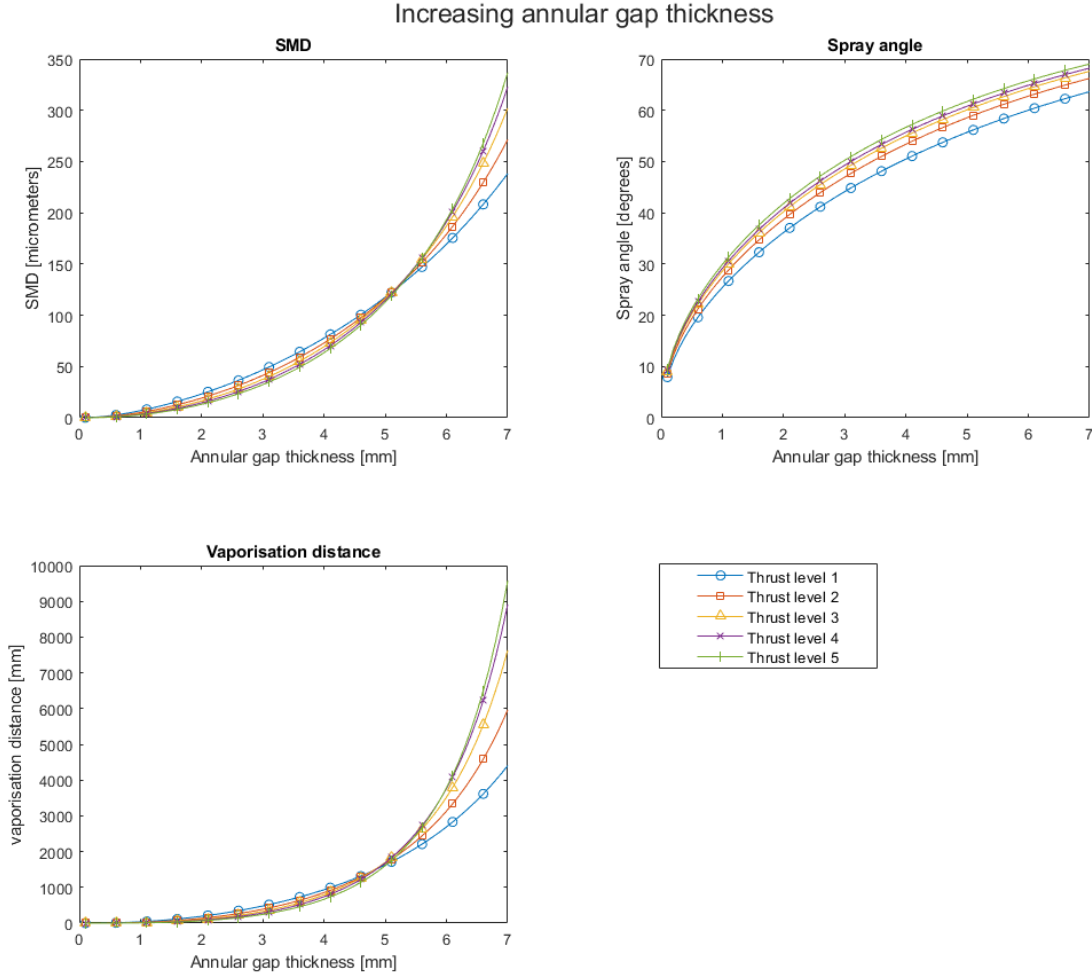 Increasing annular gap thickness
SMD
350
300
250
200
150
100
50
0
SMD [micrometers]
0 1 2 3 4 5 6 7
Annular gap thickness [mm]
Spray angle
70
60
50
40
30
20
10
0
Spray angle [degrees]
0 1 2 3 4 5 6 7
Annular gap thickness [mm]
Vaporisation distance
10000
9000
8000
7000
6000
5000
4000
3000
2000
1000
0
vaporisation distance [mm]
0 1 2 3 4 5 6 7
Annular gap thickness [mm]
Thrust level 1
Thrust level 2
Thrust level 3
Thrust level 4
Thrust level 5